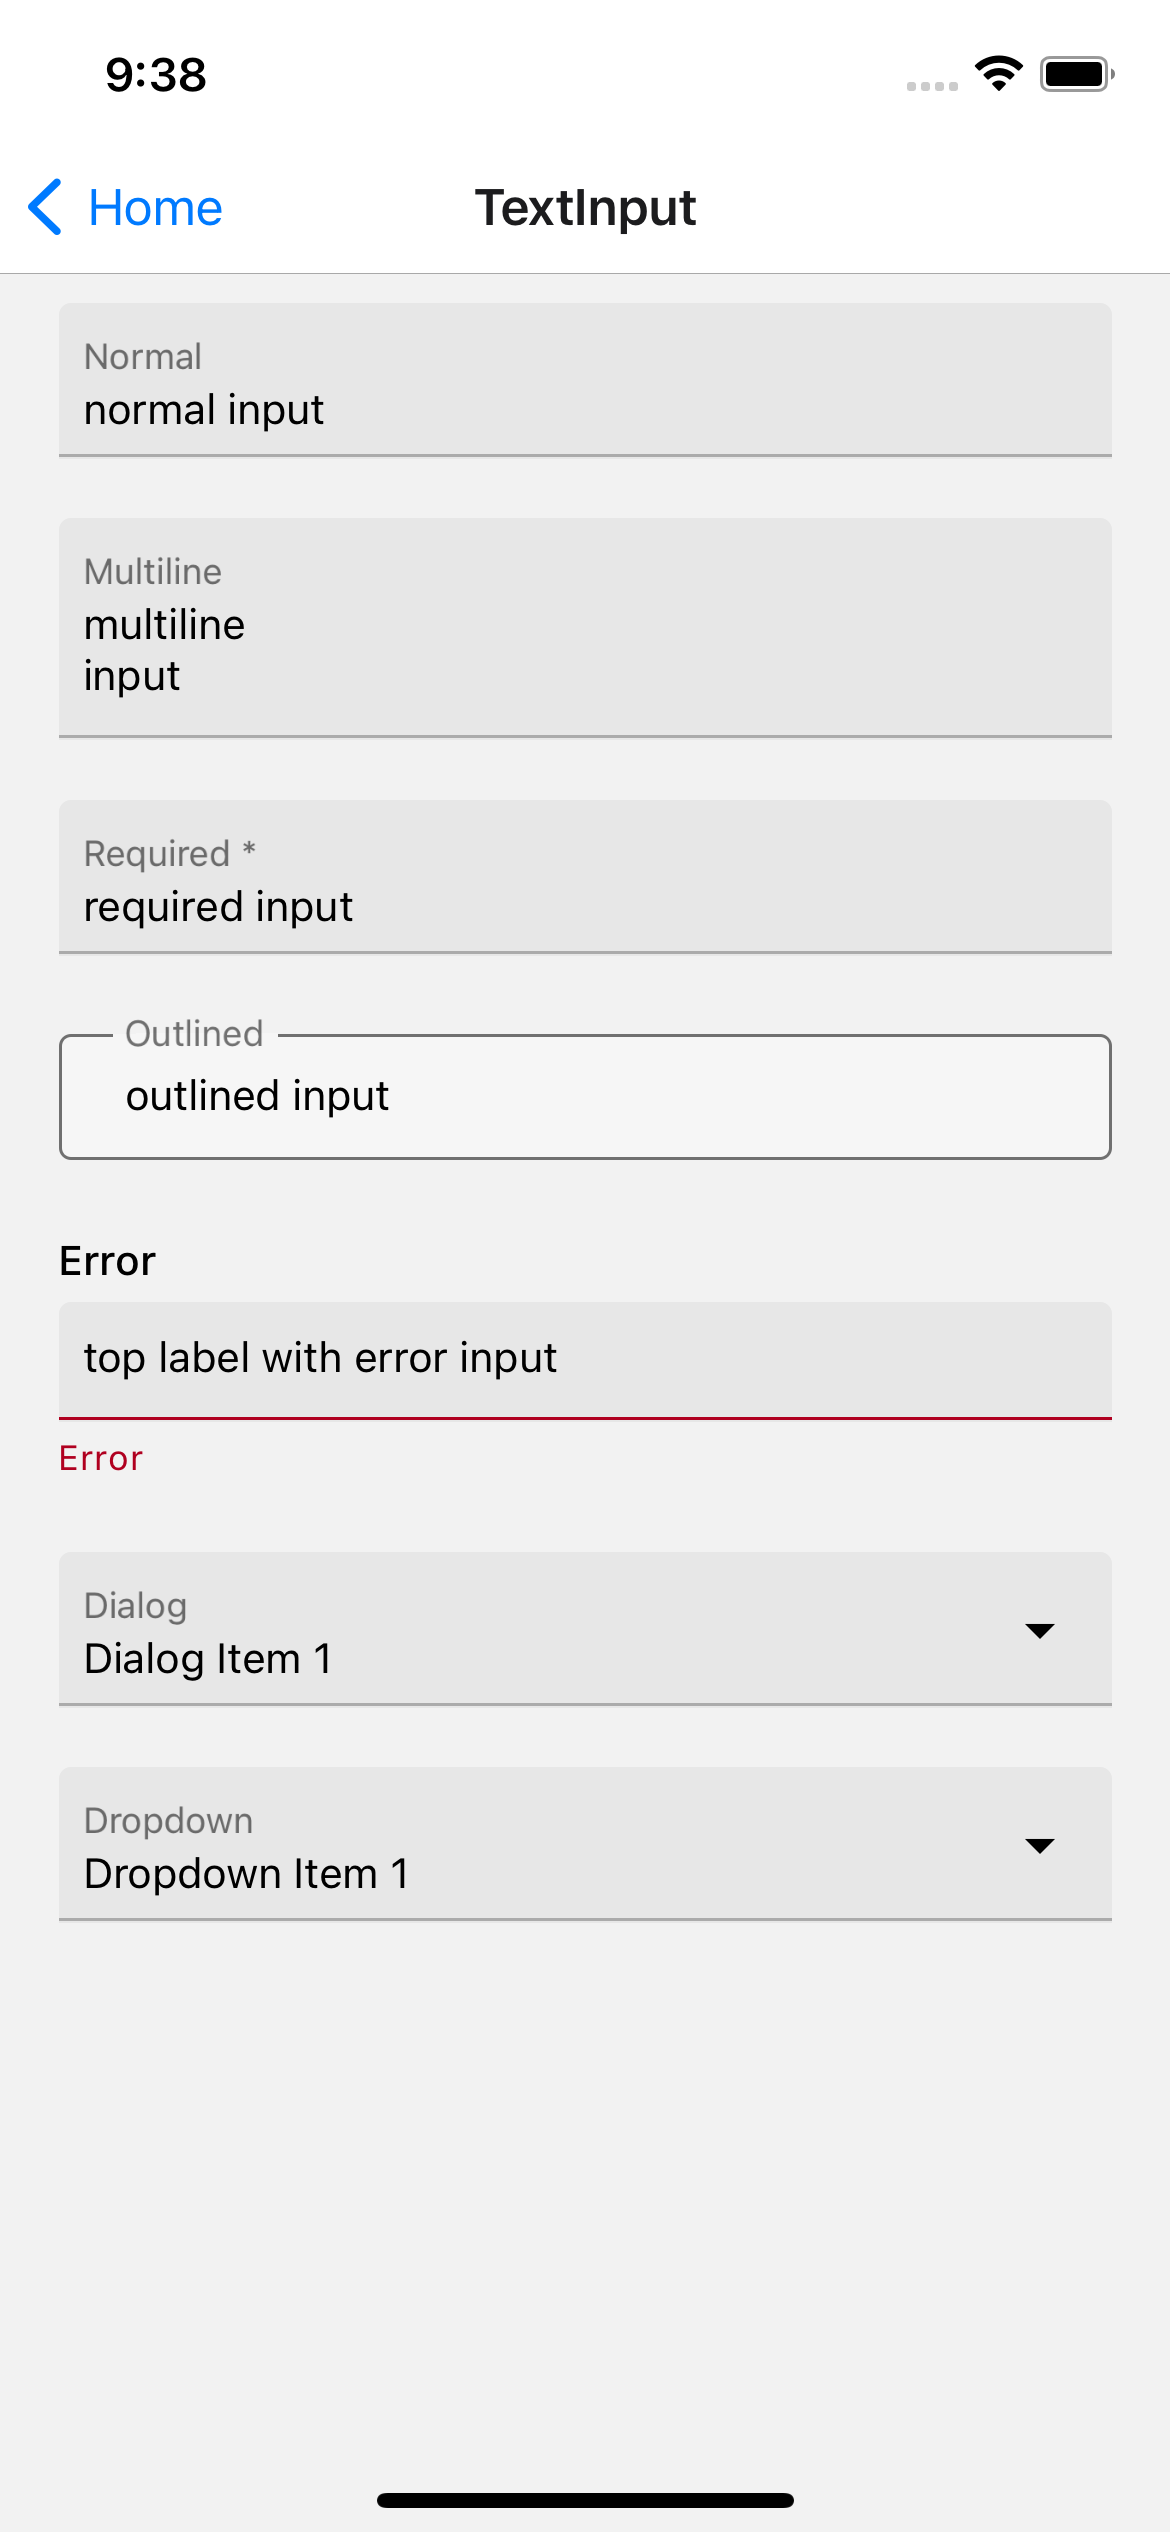 9:38
Home
TextInput
Normal
normal input
Multiline
multiline
input
Required *
required input
Outlined
outlined input
Error
top label with error input
Error
Dialog
Dialog Item 1
Dropdown
Dropdown Item 1